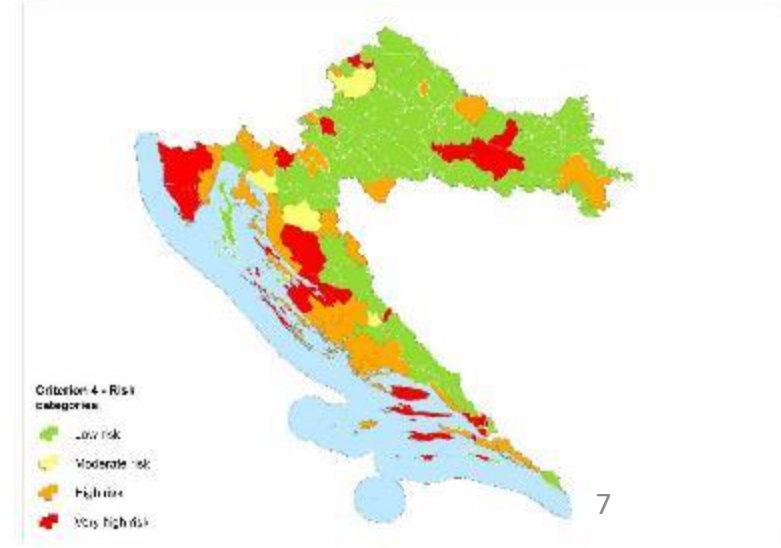 Criterion 4 - Risk
categories
Low risk
Moderate risk
High risk
Very high risk
7